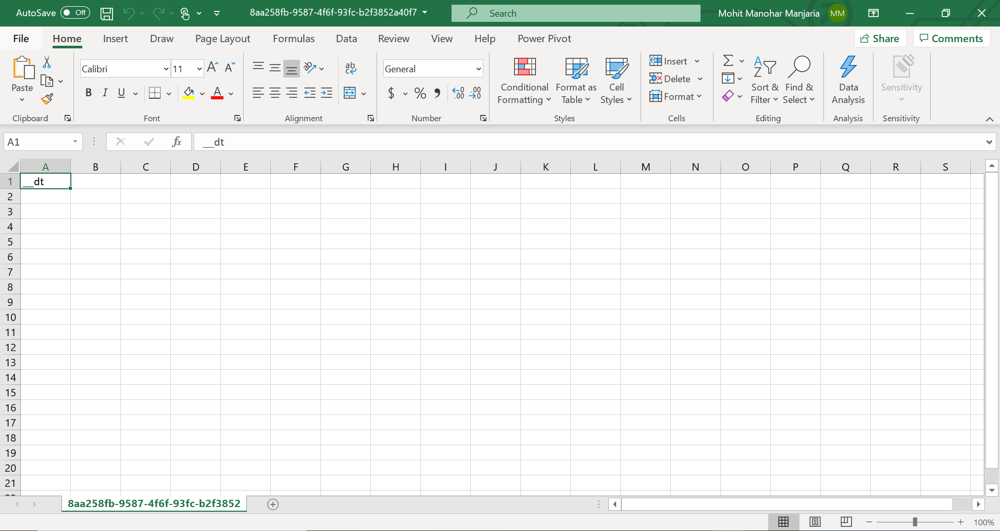 AutoSave Off 8aa258fb-9587-4f6f-93fc-b2f3852a40f7 Search Mohit Manohar Manjaria MM
File Home Insert Draw Page Layout Formulas Data Review View Help Power Pivot Share Comments
Paste
Calibri 11
B I U
A
ab
General
$ % 9 .00 .00
Conditional Formatting
Format as Table
Cell Styles
Insert
Delete
Format
Sort & Filter
Find & Select
Data Analysis
Sensitivity
Clipboard Font Alignment Number Styles Cells Editing Analysis Sensitivity
A1 fx __dt
A B C D E F G H I J K L M N O P Q R S
1 __dt
2
3
4
5
6
7
8
9
10
11
12
13
14
15
16
17
18
19
20
21
8aa258fb-9587-4f6f-93fc-b2f3852
100%